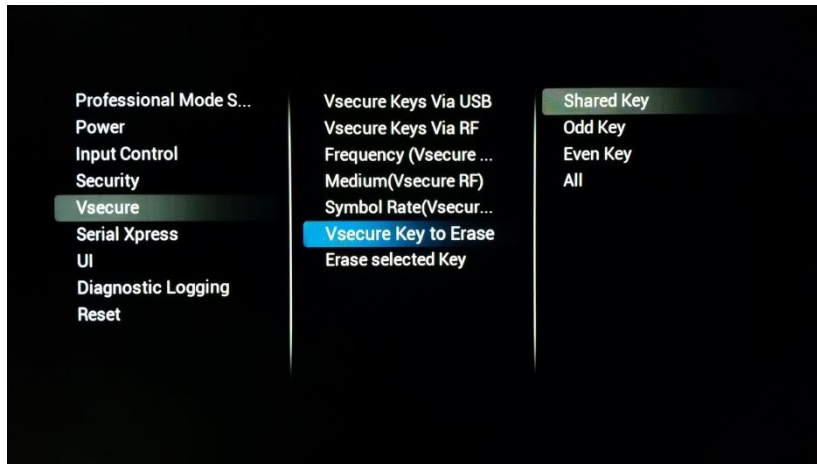 Professional Mode S...
Power
Input Control
Security
Vsecure
Serial Xpress
UI
Diagnostic Logging
Reset
Vsecure Keys Via USB
Vsecure Keys Via RF
Frequency (Vsecure ...
Medium(Vsecure RF)
Symbol Rate(Vsecur...
Vsecure Key to Erase
Erase selected Key
Shared Key
Odd Key
Even Key
All